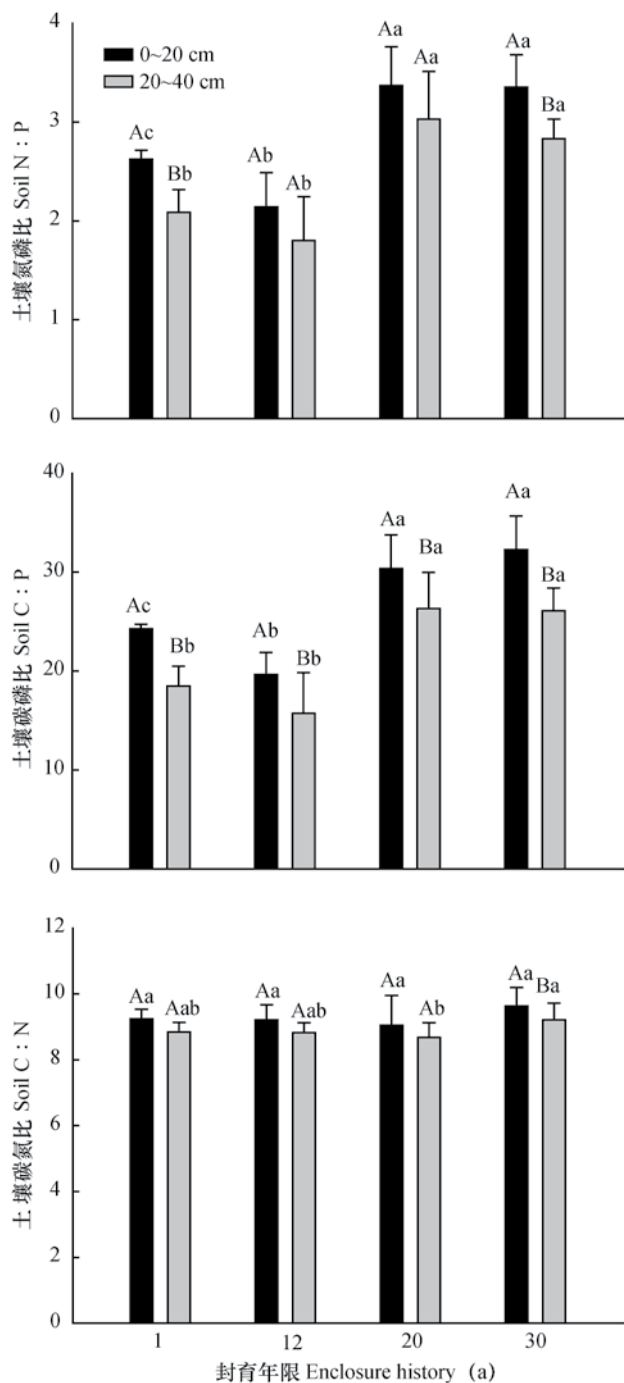 4
0~20 cm
20~40 cm
Aa
Aa
Aa
3
Ac
Ba
Bb
Ab
Ab
2
1
0
土壤氮磷比 Soil N : P
40
Aa
Aa
Ba
30
Ac
Ba
Bb
Ab
Bb
20
10
0
土壤碳磷比 Soil C : P
12
Aa
Aab
Aa
Aab
Aa
Ab
Aa
Ba
10
8
6
4
2
0
土壤碳氮比 Soil C : N
1 12 20 30
封育年限 Enclosure history (a)